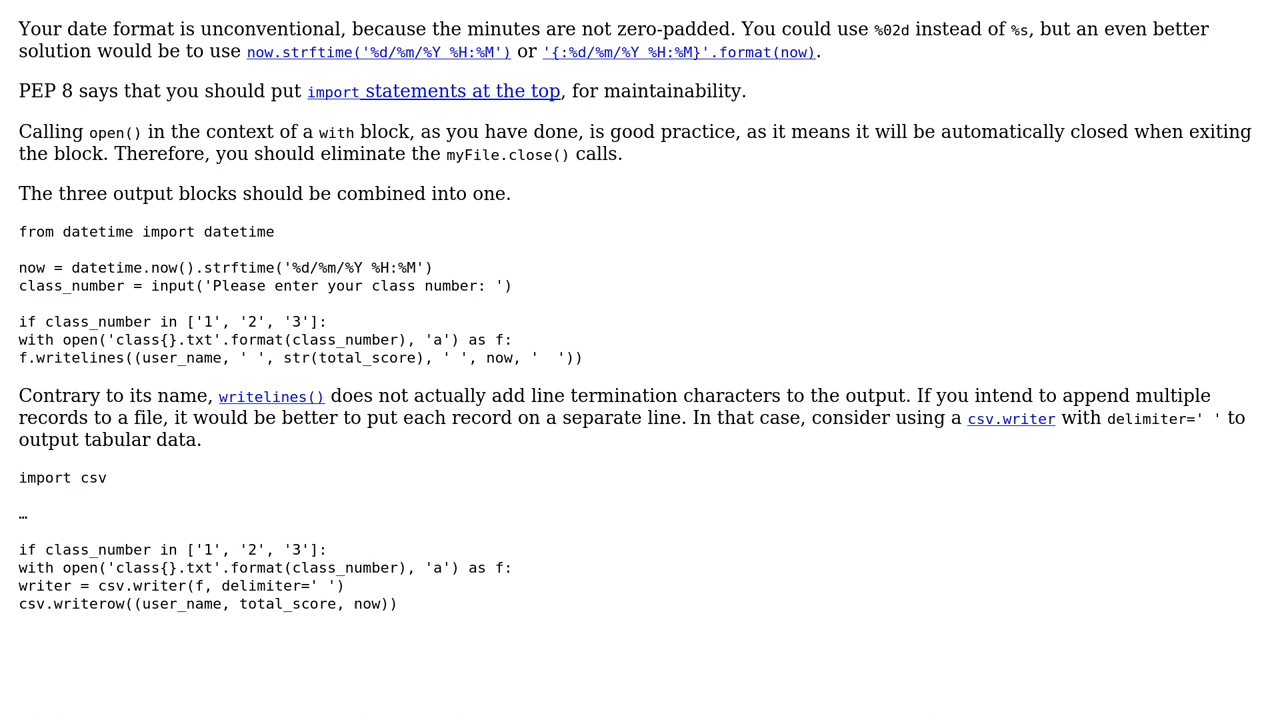 Your date format is unconventional, because the minutes are not zero-padded. You could use %02d instead of %s, but an even better
solution would be to use now.strftime('%d/%m/%Y %H:%M') or '{:%d/%m/%Y %H:%M}'.format(now).
PEP 8 says that you should put import statements at the top, for maintainability.
Calling open() in the context of a with block, as you have done, is good practice, as it means it will be automatically closed when exiting
the block. Therefore, you should eliminate the myFile.close() calls.
The three output blocks should be combined into one.
from datetime import datetime
now = datetime.now().strftime('%d/%m/%Y %H:%M')
class_number = input('Please enter your class number: ')
if class_number in ['1', '2', '3']:
with open('class{}.txt'.format(class_number), 'a') as f:
f.writelines((user_name, ' ', str(total_score), ' ', now, '  '))
Contrary to its name, writelines() does not actually add line termination characters to the output. If you intend to append multiple
records to a file, it would be better to put each record on a separate line. In that case, consider using a csv.writer with delimiter=' ' to
output tabular data.
import csv
…
if class_number in ['1', '2', '3']:
with open('class{}.txt'.format(class_number), 'a') as f:
writer = csv.writer(f, delimiter=' ')
csv.writerow((user_name, total_score, now))